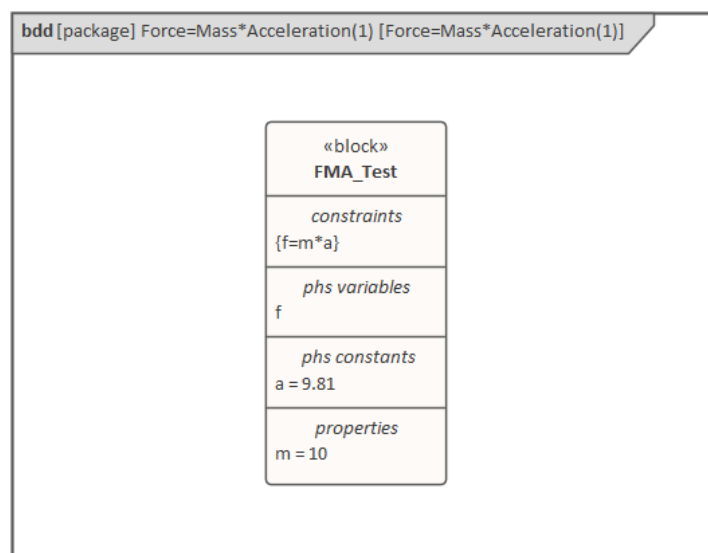 bdd [package] Force=Mass*Acceleration(1) [Force=Mass*Acceleration(1)]
«block»
FMA_Test
constraints
{f=m*a}
phs variables
f
phs constants
a = 9.81
properties
m = 10